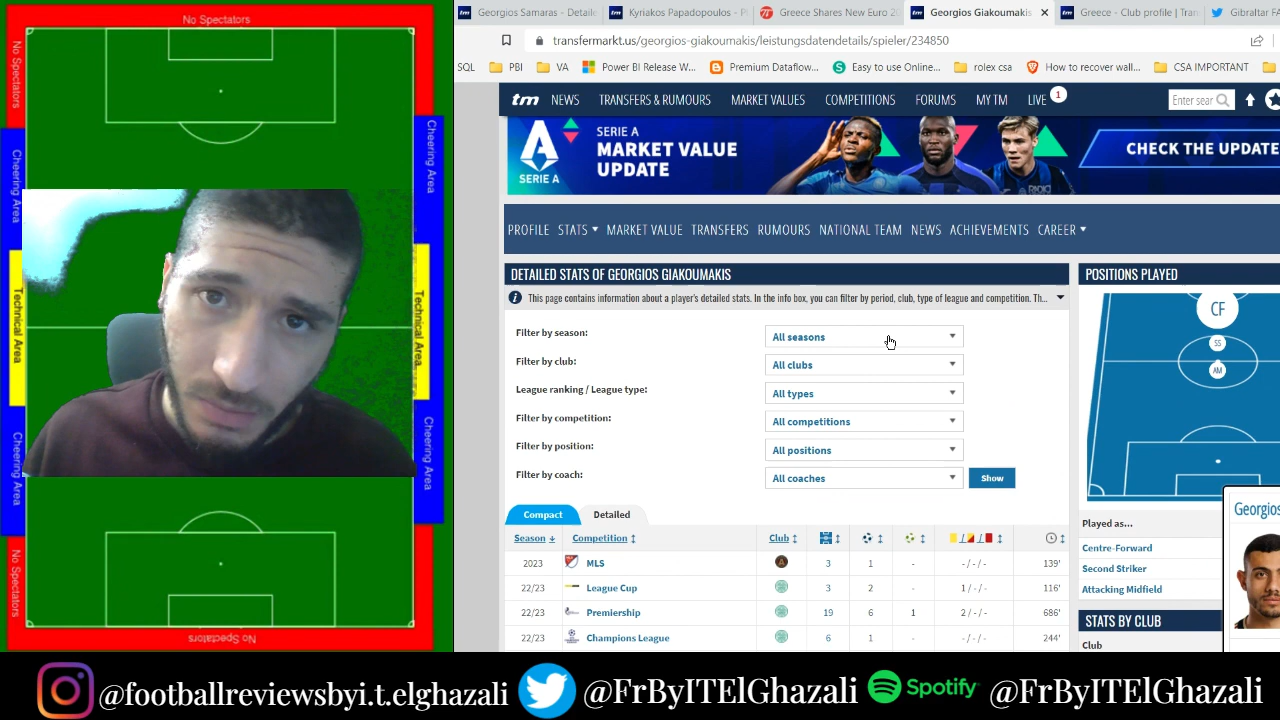 No Spectators
No Spectators
Cheering Area
Cheering Area
Technical Area
Technical Area
Cheering Area
Cheering Area
No Spectators
No Spectators
Georgios Samaras - Detaile
Kyriakos Papadopoulos - P
Greece Shares New Euro
Georgios Giakoumakis
Greece - Club profile | Tran
Gibraltar FA
transfermarkt.us/georgios-giakoumakis/leistungsdatendetails/spieler/234850
SQL
PBI
VA
Power BI Release W...
Premium Dataflow...
Easy to use Online...
rolex csa
How to recover wall...
CSA IMPORTANT
tm NEWS TRANSFERS & RUMOURS MARKET VALUES COMPETITIONS FORUMS MY TM LIVE 1 Enter sear
SERIE A
MARKET VALUE
UPDATE
SERIE A
CHECK THE UPDATE
PROFILE STATS MARKET VALUE TRANSFERS RUMOURS NATIONAL TEAM NEWS ACHIEVEMENTS CAREER
DETAILED STATS OF GEORGIOS GIAKOUMAKIS
This page contains information about a player's detailed stats. In the info box, you can filter by period, club, type of league and competition. Th...
Filter by season: All seasons
Filter by club: All clubs
League ranking / League type: All types
Filter by competition: All competitions
Filter by position: All positions
Filter by coach: All coaches Show
Compact Detailed
Season Competition Club
2023 MLS 3 1 - -/-/- 139'
22/23 League Cup 3 2 - 1/-/- 116'
22/23 Premiership 19 6 1 2/-/- 686'
22/23 Champions League 6 1 - -/-/- 244'
POSITIONS PLAYED
CF
SS
AM
Played as...
Centre-Forward
Second Striker
Attacking Midfield
STATS BY CLUB
Club
Georgios
@footballreviewsbyi.t.elghazali
@FrByITElGhazali
Spotify
@FrByITElGhazali